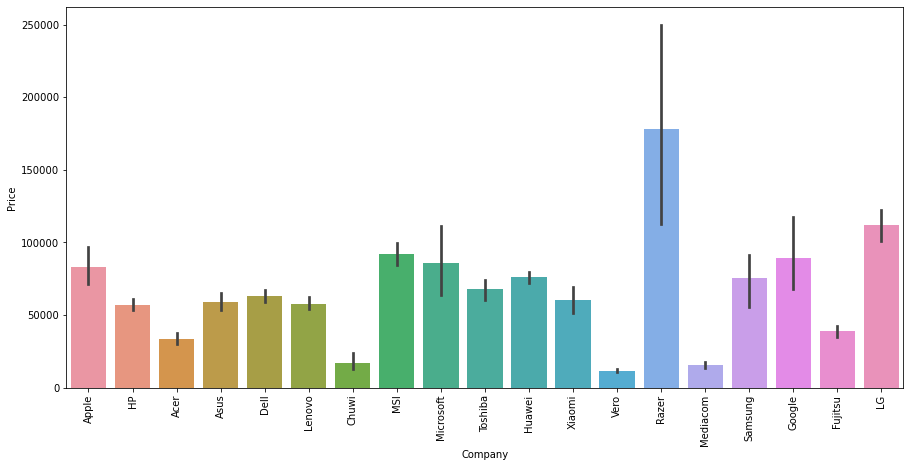 250000
200000
150000
100000
50000
0
Price
Apple
HP
Acer
Asus
Dell
Lenovo
Chuwi
MSI
Microsoft
Toshiba
Huawei
Xiaomi
Vero
Razer
Mediacom
Samsung
Google
Fujitsu
LG
Company